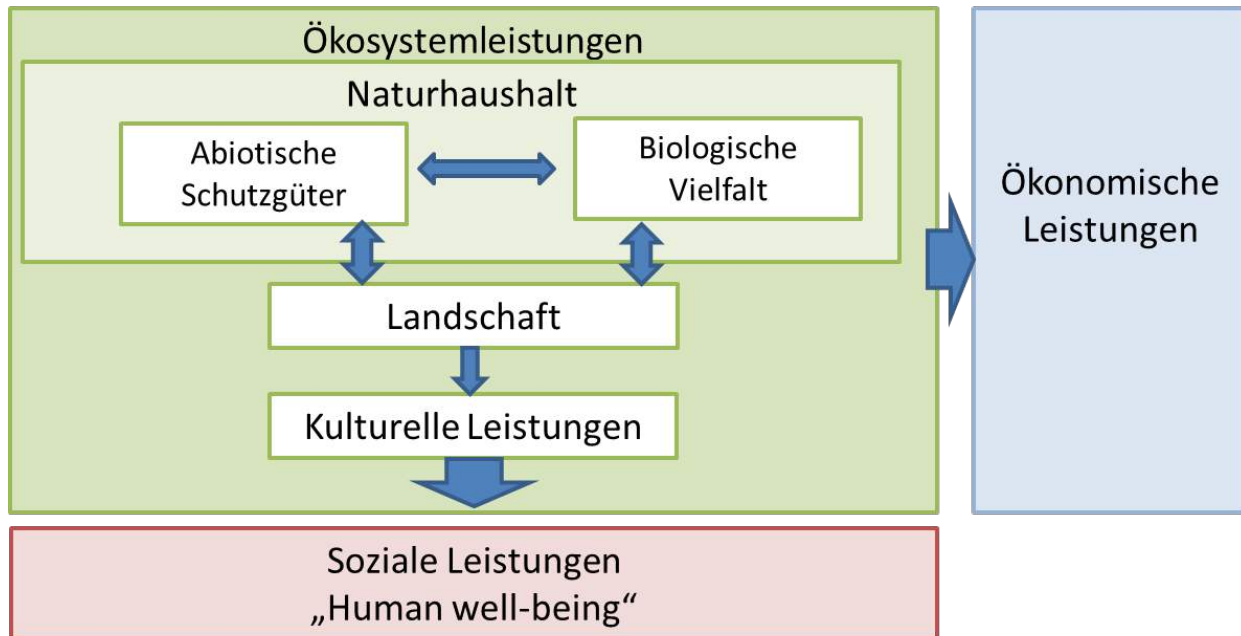 Ökosystemleistungen
Naturhaushalt
Abiotische
Schutzgüter
Biologische
Vielfalt
Landschaft
Kulturelle Leistungen
Ökonomische
Leistungen
Soziale Leistungen
„Human well-being“